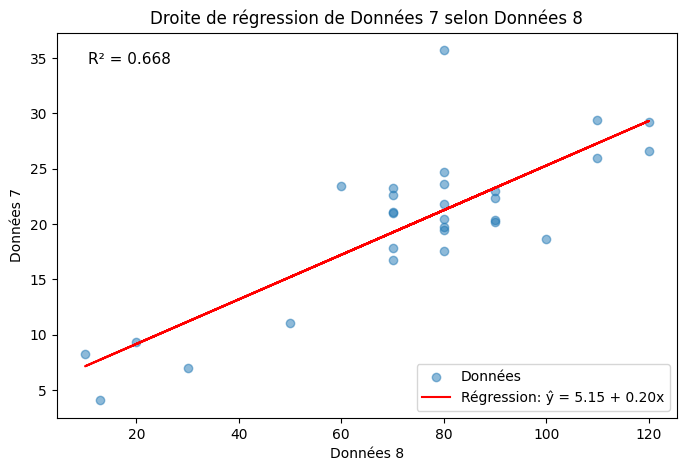 Droite de régression de Données 7 selon Données 8
R² = 0.668
35
30
25
20
15
10
5
Données 7
20
40
60
80
100
120
Données 8
Données
Régression: ŷ = 5.15 + 0.20x